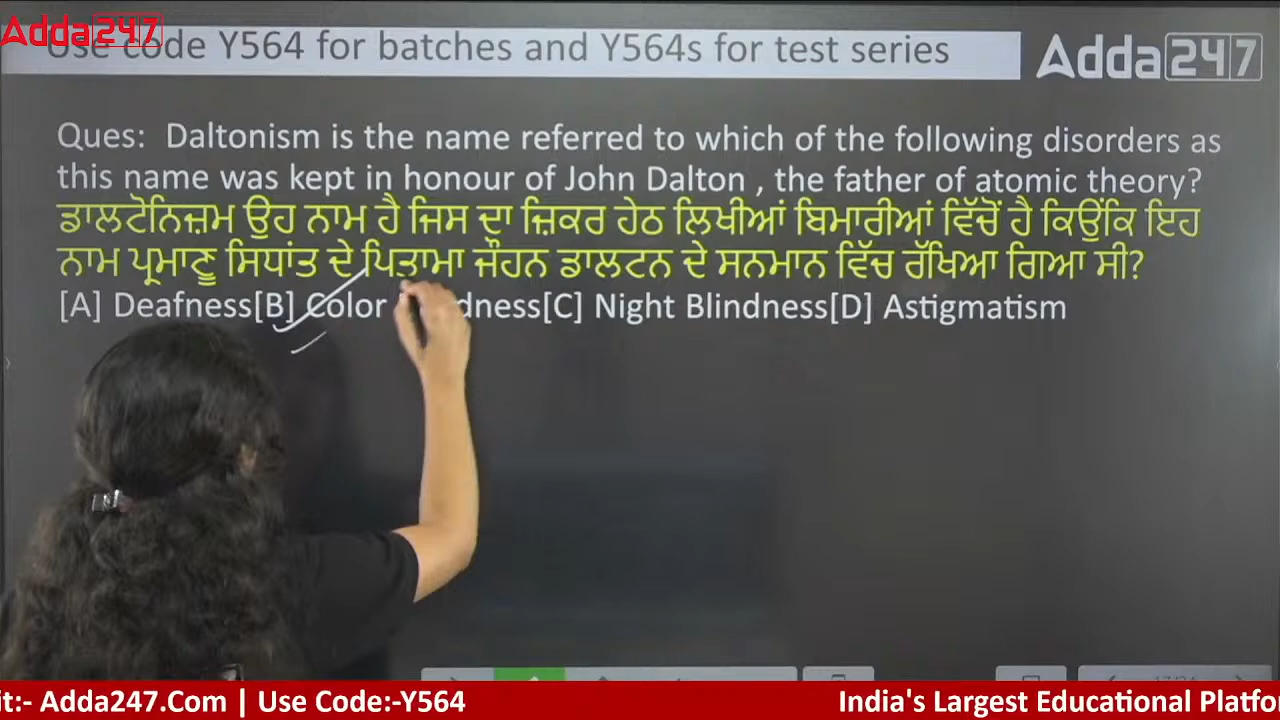 Adda247
Use code Y564 for batches and Y564s for test series
Adda247
Ques: Daltonism is the name referred to which of the following disorders as
this name was kept in honour of John Dalton , the father of atomic theory?
ਡਾਲਟੋਨਿਜ਼ਮ ਉਹ ਨਾਮ ਹੈ ਜਿਸ ਦਾ ਜ਼ਿਕਰ ਹੇਠ ਲਿਖੀਆਂ ਬਿਮਾਰੀਆਂ ਵਿੱਚੋਂ ਹੈ ਕਿਉਂਕਿ ਇਹ
ਨਾਮ ਪ੍ਰਮਾਣੂ ਸਿਧਾਂਤ ਦੇ ਪਿਤਾਮਾ ਜੌਹਨ ਡਾਲਟਨ ਦੇ ਸਨਮਾਨ ਵਿੱਚ ਰੱਖਿਆ ਗਿਆ ਸੀ?
[A] Deafness[B] Color dness[C] Night Blindness[D] Astigmatism
it:- Adda247.Com | Use Code:-Y564 India's Largest Educational Platfo